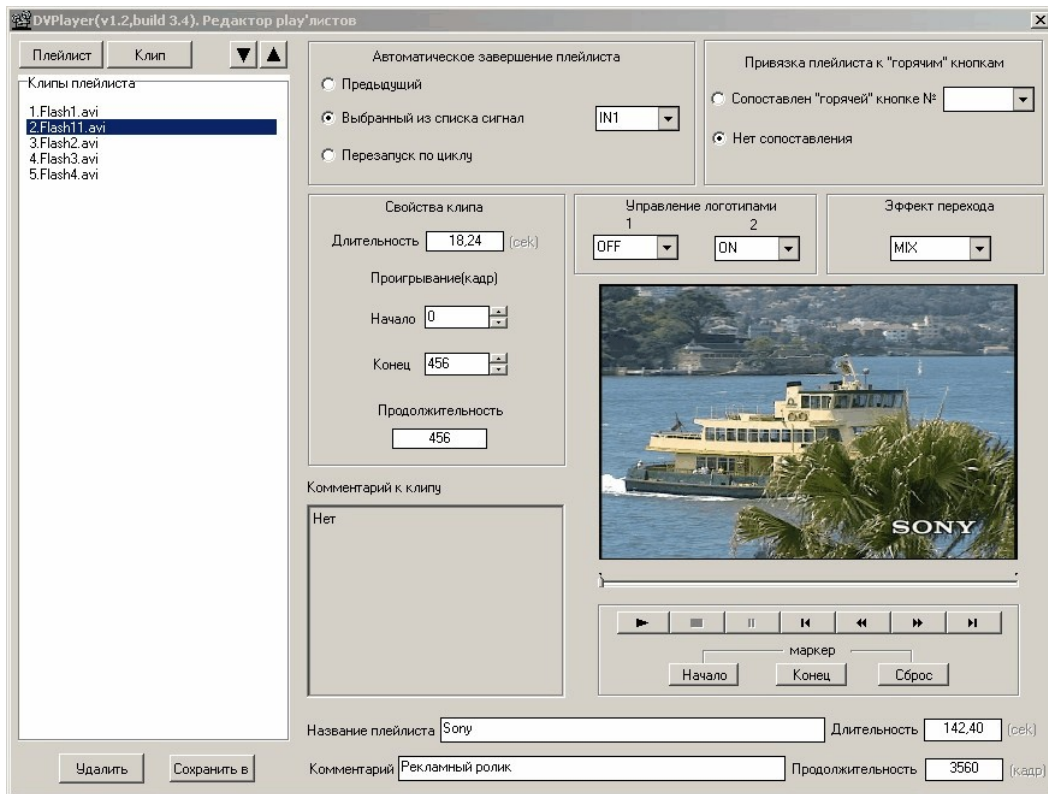 DVPlayer(v1.2,build 3.4). Редактор play'листов
Плейлист
Клип
Клипы плейлиста
1.Flash1.avi
2.Flash11.avi
3.Flash2.avi
4.Flash3.avi
5.Flash4.avi
Удалить
Сохранить в
Автоматическое завершение плейлиста
Предыдущий
Выбранный из списка сигнал
IN1
Перезапуск по циклу
Привязка плейлиста к "горячим" кнопкам
Сопоставлен "горячей" кнопке №
Нет сопоставления
Свойства клипа
Длительность 18,24 (сек)
Проигрывание(кадр)
Начало 0
Конец 456
Продолжительность
456
Управление логотипами
1 2
OFF ON
Эффект перехода
MIX
SONY
Комментарий к клипу
Нет
маркер
Начало Конец Сброс
Название плейлиста Sony Длительность 142,40 (сек)
Комментарий Рекламный ролик Продолжительность 3560 (кадр)